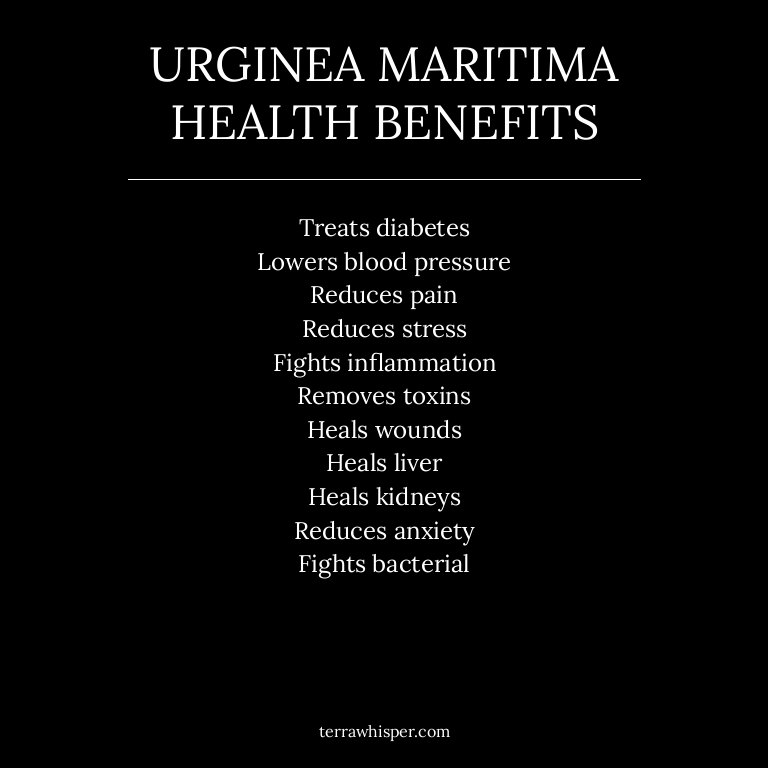 URGINEA MARITIMA
HEALTH BENEFITS
Treats diabetes
Lowers blood pressure
Reduces pain
Reduces stress
Fights inflammation
Removes toxins
Heals wounds
Heals liver
Heals kidneys
Reduces anxiety
Fights bacterial
terrawhisper.com